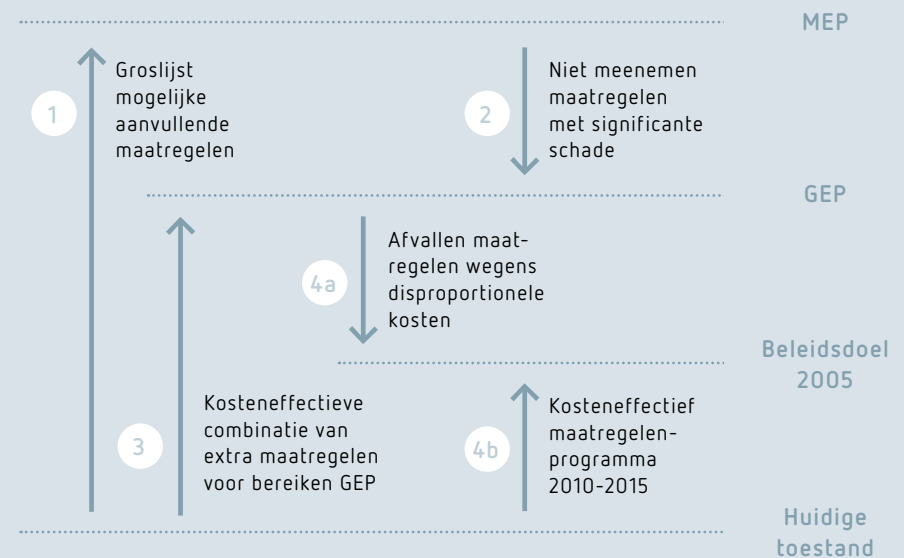 MEP
1
Groslijst
mogelijke
aanvullende
maatregelen
2
Niet meenemen
maatregelen
met significante
schade
GEP
4a
Afvallen maat-
regelen wegens
disproportionele
kosten
Beleidsdoel
2005
3
Kosteneffectieve
combinatie van
extra maatregelen
voor bereiken GEP
4b
Kosteneffectief
maatregelen-
programma
2010-2015
Huidige
toestand